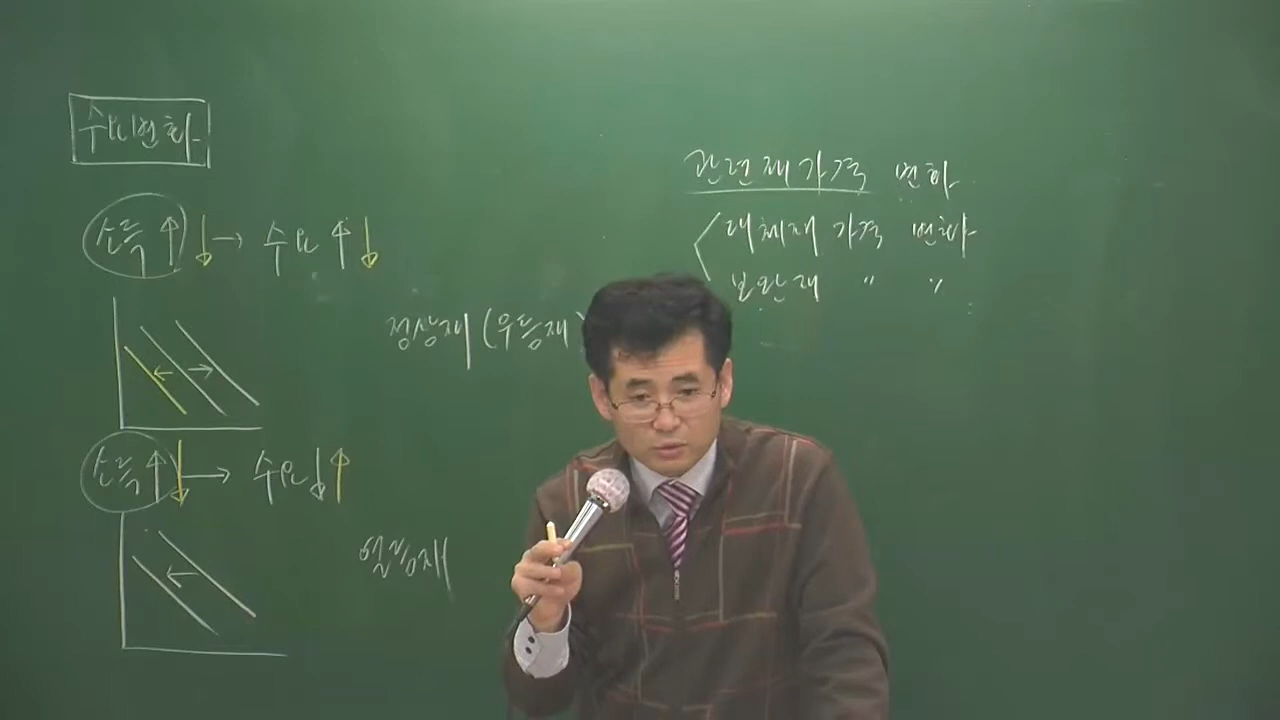 수요변화
소득↑↓→ 수요↑↓
정상재 (우등재)
소득↑↓→ 수요↓↑
열등재
관련재가격 변화
대체재 가격 변화
보완재 〃 〃